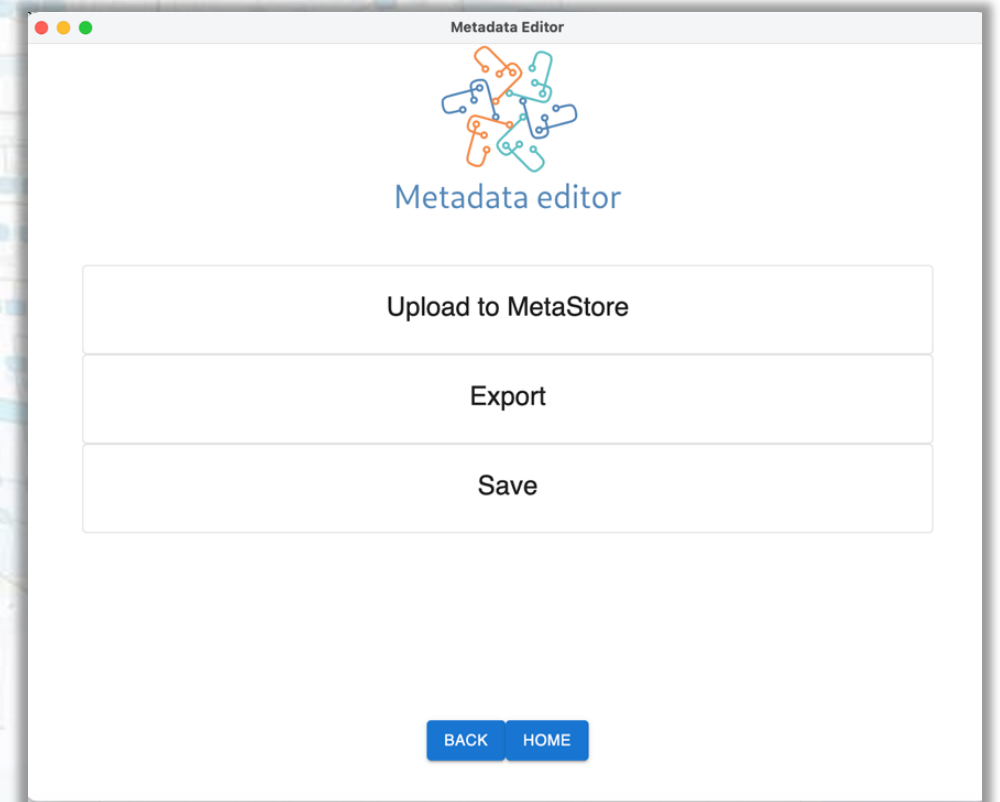 Metadata Editor
Metadata editor
Upload to MetaStore
Export
Save
BACK HOME